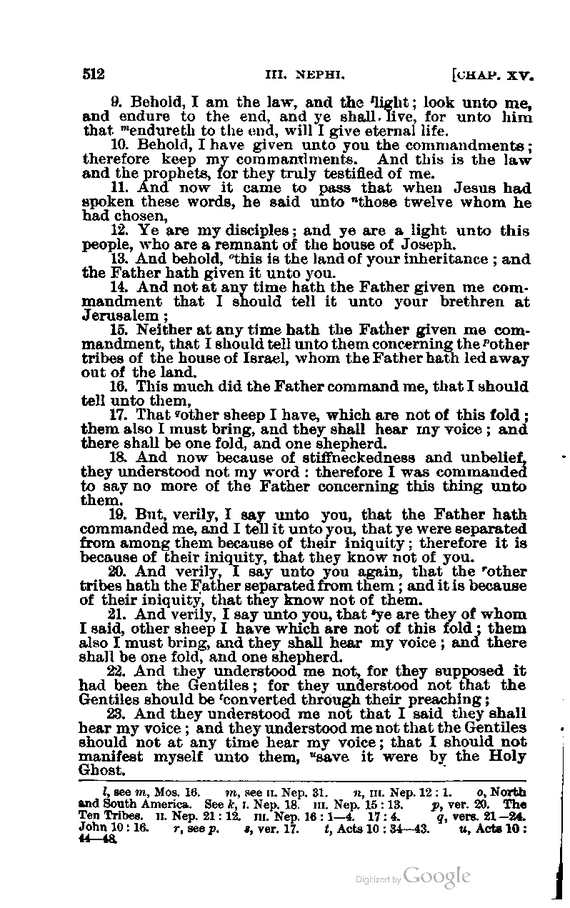 512 III. NEPHI. [CHAP. XV.
9. Behold, I am the law, and the ˡlight; look unto me,
and endure to the end, and ye shall live, for unto him
that ᵐendureth to the end, will I give eternal life.
10. Behold, I have given unto you the commandments;
therefore keep my commandments. And this is the law
and the prophets, for they truly testified of me.
11. And now it came to pass that when Jesus had
spoken these words, he said unto ⁿthose twelve whom he
had chosen,
12. Ye are my disciples; and ye are a light unto this
people, who are a remnant of the house of Joseph.
13. And behold, ᵒthis is the land of your inheritance; and
the Father hath given it unto you.
14. And not at any time hath the Father given me com-
mandment that I should tell it unto your brethren at
Jerusalem;
15. Neither at any time hath the Father given me com-
mandment, that I should tell unto them concerning the ᵖother
tribes of the house of Israel, whom the Father hath led away
out of the land.
16. This much did the Father command me, that I should
tell unto them,
17. That qother sheep I have, which are not of this fold;
them also I must bring, and they shall hear my voice; and
there shall be one fold, and one shepherd.
18. And now because of stiffneckedness and unbelief,
they understood not my word: therefore I was commanded
to say no more of the Father concerning this thing unto
them.
19. But, verily, I say unto you, that the Father hath
commanded me, and I tell it unto you, that ye were separated
from among them because of their iniquity; therefore it is
because of their iniquity, that they know not of you.
20. And verily, I say unto you again, that the ʳother
tribes hath the Father separated from them; and it is because
of their iniquity, that they know not of them.
21. And verily, I say unto you, that ˢye are they of whom
I said, other sheep I have which are not of this fold; them
also I must bring, and they shall hear my voice; and there
shall be one fold, and one shepherd.
22. And they understood me not, for they supposed it
had been the Gentiles; for they understood not that the
Gentiles should be ᵗconverted through their preaching;
23. And they understood me not that I said they shall
hear my voice; and they understood me not that the Gentiles
should not at any time hear my voice; that I should not
manifest myself unto them, ᵘsave it were by the Holy
Ghost.
l, see m, Mos. 16. m, see II. Nep. 31. n, III. Nep. 12:1. o, North
and South America. See k, I. Nep. 18. III. Nep. 15:13. p, ver. 20. The
Ten Tribes. II. Nep. 21:12. III. Nep. 16:1—4. 17:4. q, vers. 21—24.
John 10:16. r, see p. s, ver. 17. t, Acts 10:34—43. u, Acts 10:
44—48.
Digitized by Google